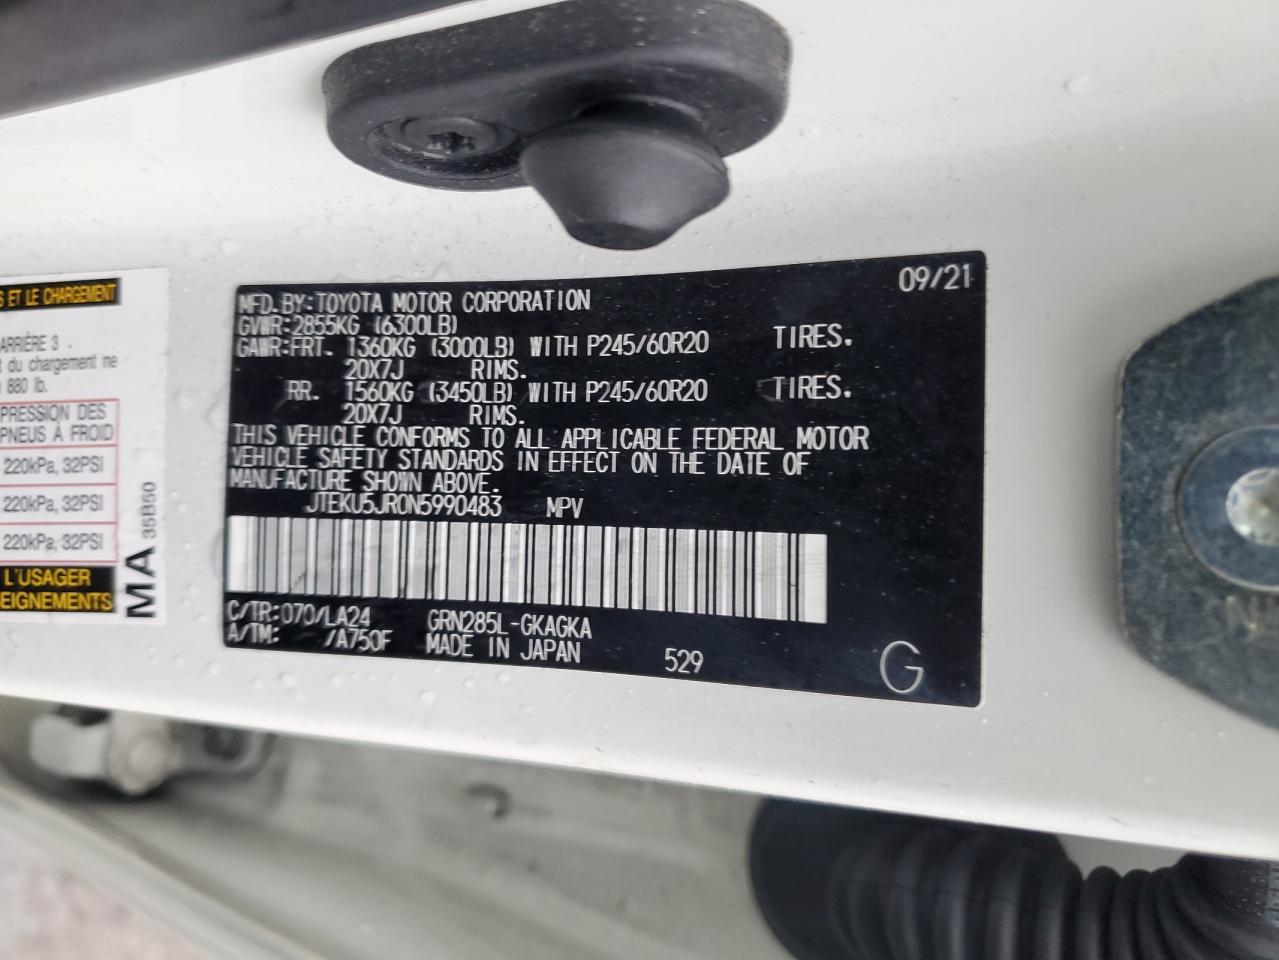 S ET LE CHARGEMENT
ARRIÈRE 3
t du chargement ne
880 lb.
PRESSION DES
PNEUS À FROID
220kPa, 32PSI
220kPa, 32PSI
220kPa, 32PSI
L'USAGER
EIGNEMENTS
MA 35B50
09/21
MFD.BY:TOYOTA MOTOR CORPORATION
GVWR:2855KG (6300LB)
GAWR:FRT. 1360KG (3000LB) WITH P245/60R20 TIRES.
20X7J RIMS.
RR. 1560KG (3450LB) WITH P245/60R20 TIRES.
20X7J RIMS.
THIS VEHICLE CONFORMS TO ALL APPLICABLE FEDERAL MOTOR
VEHICLE SAFETY STANDARDS IN EFFECT ON THE DATE OF
MANUFACTURE SHOWN ABOVE.
JTEKU5JR0N5990483 MPV
C/TR:070/LA24 GRN285L-GKAGKA
A/TM: /A750F MADE IN JAPAN 529
G